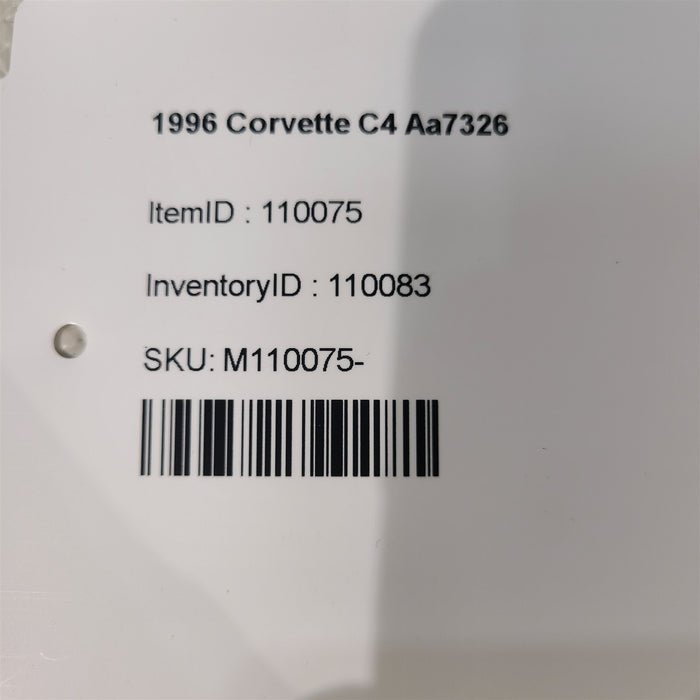 1996 Corvette C4 Aa7326
ItemID : 110075
InventoryID : 110083
SKU: M110075-